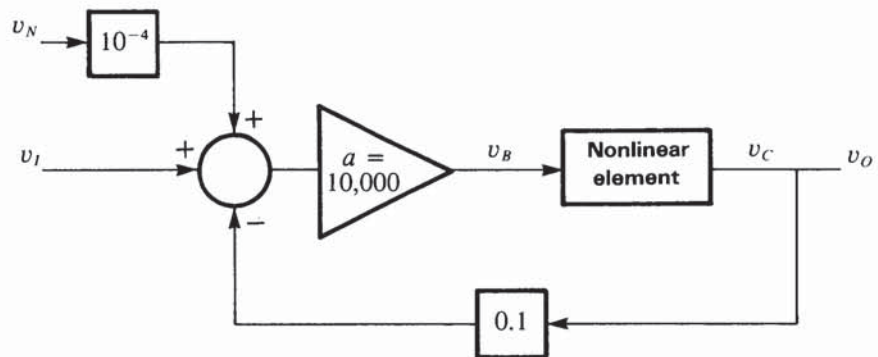 v_N
10⁻⁴
+
+
v_I
a =
10,000
v_B
Nonlinear
element
v_C
v_O
−
0.1